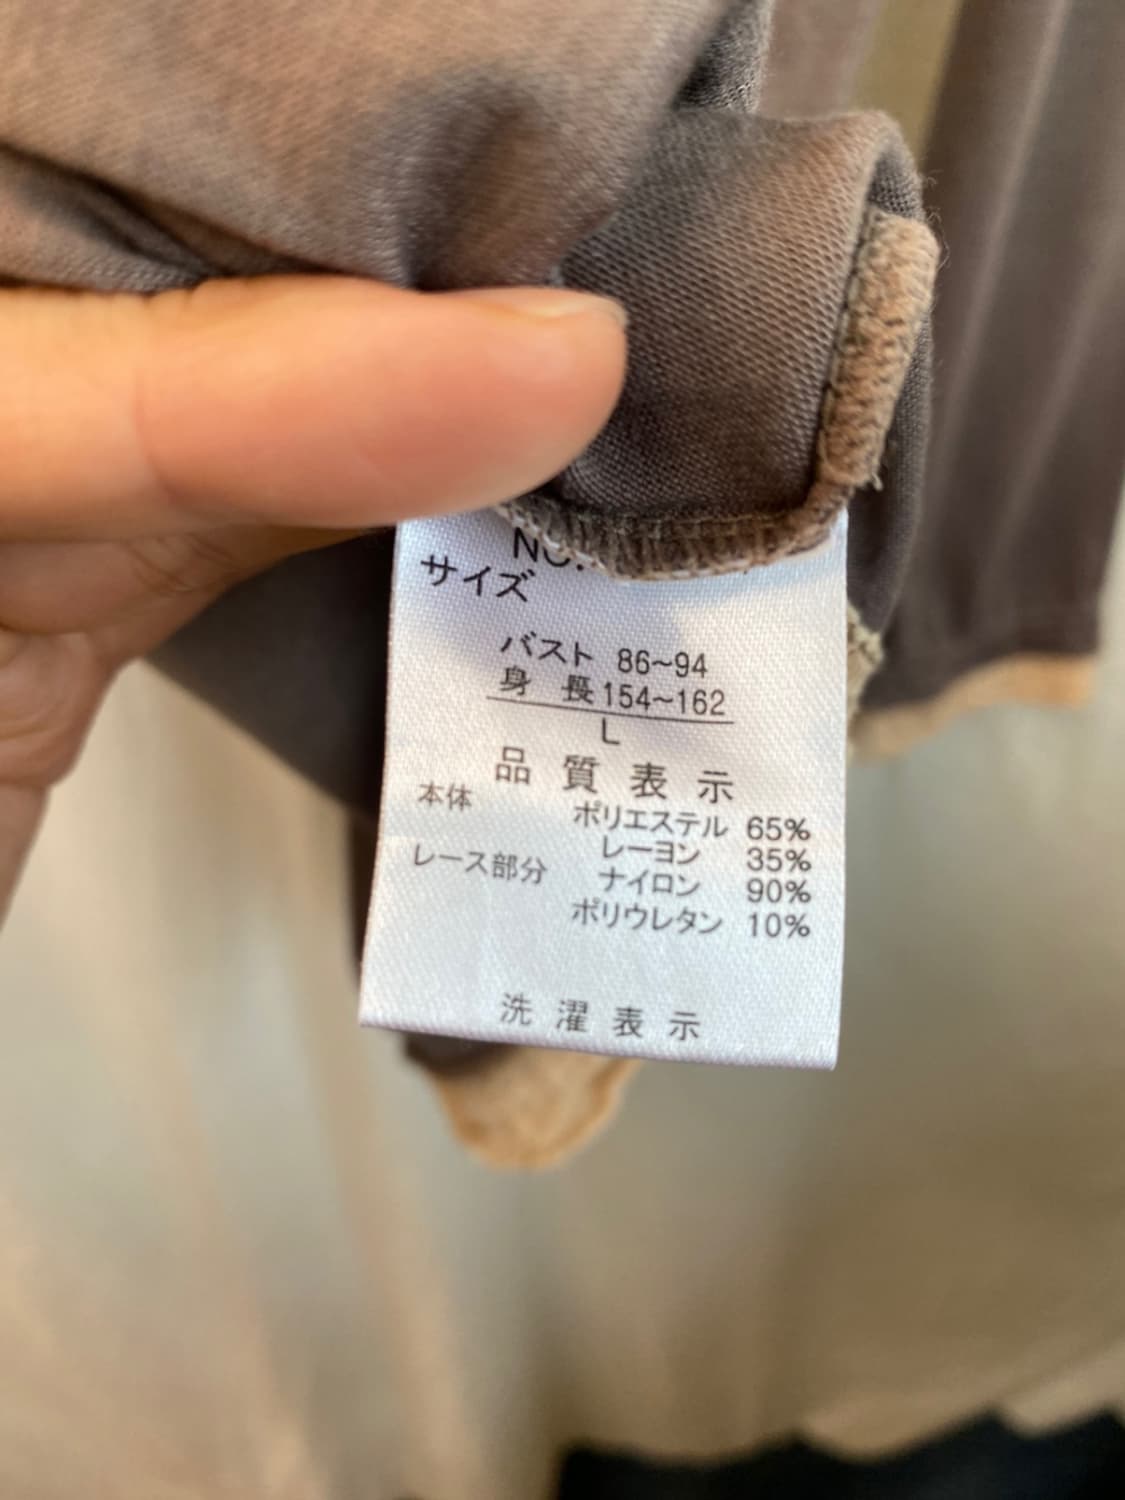 NO.
サイズ
バスト 86~94
身 長 154~162
L
品 質 表 示
本体 ポリエステル 65%
レーヨン 35%
レース部分 ナイロン 90%
ポリウレタン 10%
洗 濯 表 示